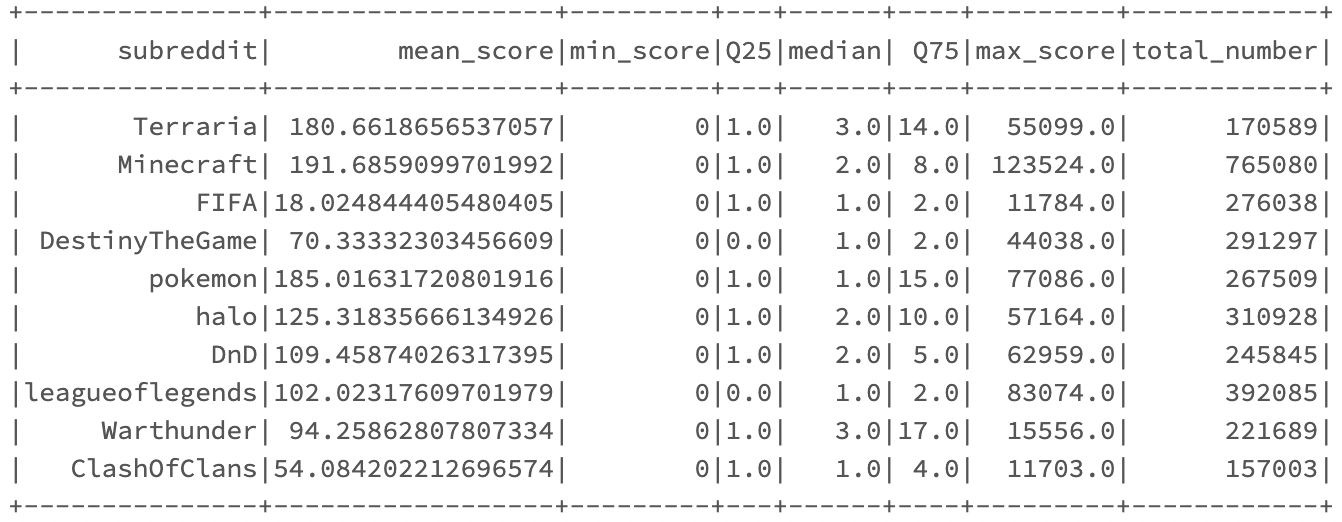 +---------------+------------------+---------+---+------+----+---------+------------+
|      subreddit|        mean_score|min_score|Q25|median| Q75|max_score|total_number|
+---------------+------------------+---------+---+------+----+---------+------------+
|       Terraria| 180.6618656537057|        0|1.0|   3.0|14.0|  55099.0|      170589|
|      Minecraft| 191.6859099701992|        0|1.0|   2.0| 8.0| 123524.0|      765080|
|           FIFA|18.024844405480405|        0|1.0|   1.0| 2.0|  11784.0|      276038|
| DestinyTheGame| 70.33332303456609|        0|0.0|   1.0| 2.0|  44038.0|      291297|
|        pokemon|185.01631720801916|        0|1.0|   1.0|15.0|  77086.0|      267509|
|           halo|125.31835666134926|        0|1.0|   2.0|10.0|  57164.0|      310928|
|            DnD|109.45874026317395|        0|1.0|   2.0| 5.0|  62959.0|      245845|
|leagueoflegends|102.02317609701979|        0|0.0|   1.0| 2.0|  83074.0|      392085|
|     Warthunder| 94.25862807807334|        0|1.0|   3.0|17.0|  15556.0|      221689|
|   ClashOfClans|54.084202212696574|        0|1.0|   1.0| 4.0|  11703.0|      157003|
+---------------+------------------+---------+---+------+----+---------+------------+